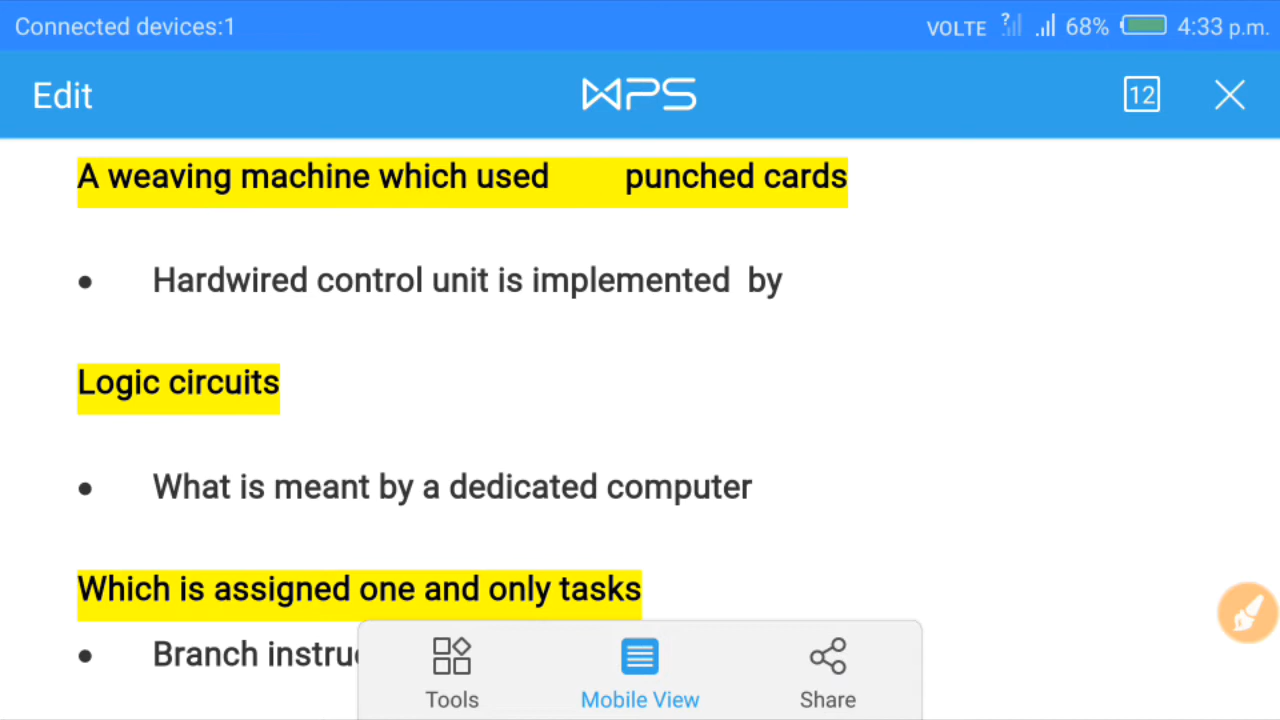 Connected devices:1
VOLTE ? 68% 4:33 p.m.
Edit
WPS
12
A weaving machine which used punched cards
• Hardwired control unit is implemented by
Logic circuits
• What is meant by a dedicated computer
Which is assigned one and only tasks
• Branch instru
Tools
Mobile View
Share